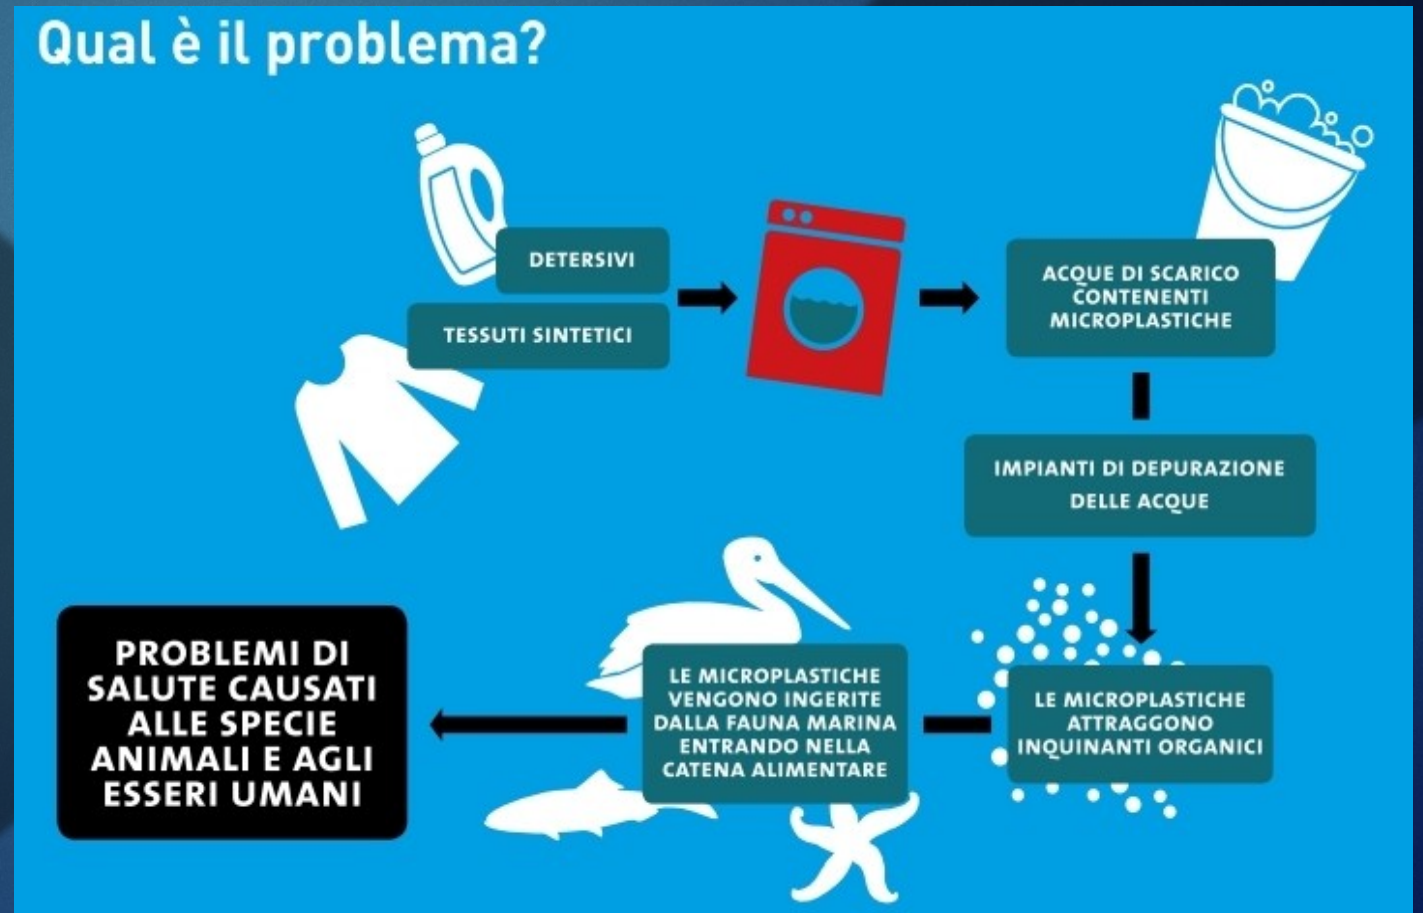 Qual è il problema?
DETERSIVI
TESSUTI SINTETICI
ACQUE DI SCARICO
CONTENENTI
MICROPLASTICHE
IMPIANTI DI DEPURAZIONE
DELLE ACQUE
LE MICROPLASTICHE
ATTRAGGONO
INQUINANTI ORGANICI
LE MICROPLASTICHE
VENGONO INGERITE
DALLA FAUNA MARINA
ENTRANDO NELLA
CATENA ALIMENTARE
PROBLEMI DI
SALUTE CAUSATI
ALLE SPECIE
ANIMALI E AGLI
ESSERI UMANI